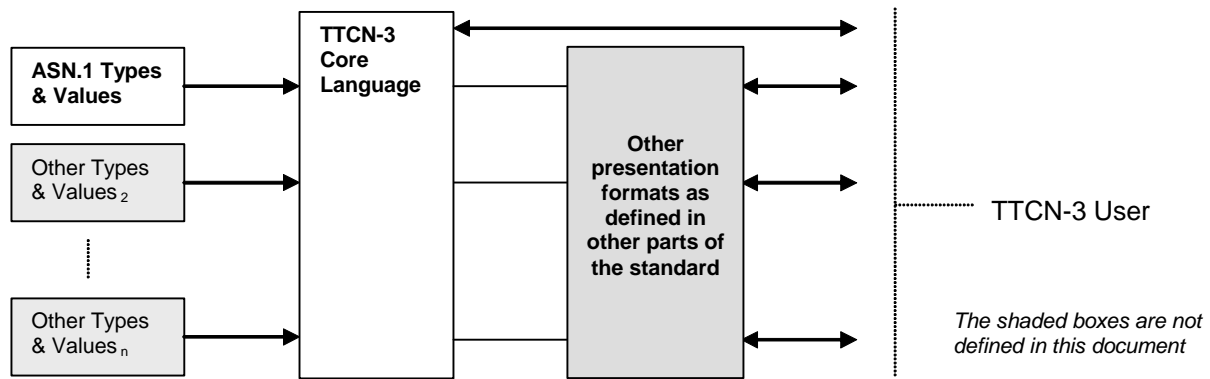 ASN.1 Types
& Values
Other Types
& Values 2
Other Types
& Values n
TTCN-3
Core
Language
Other
presentation
formats as
defined in
other parts of
the standard
TTCN-3 User
The shaded boxes are not
defined in this document